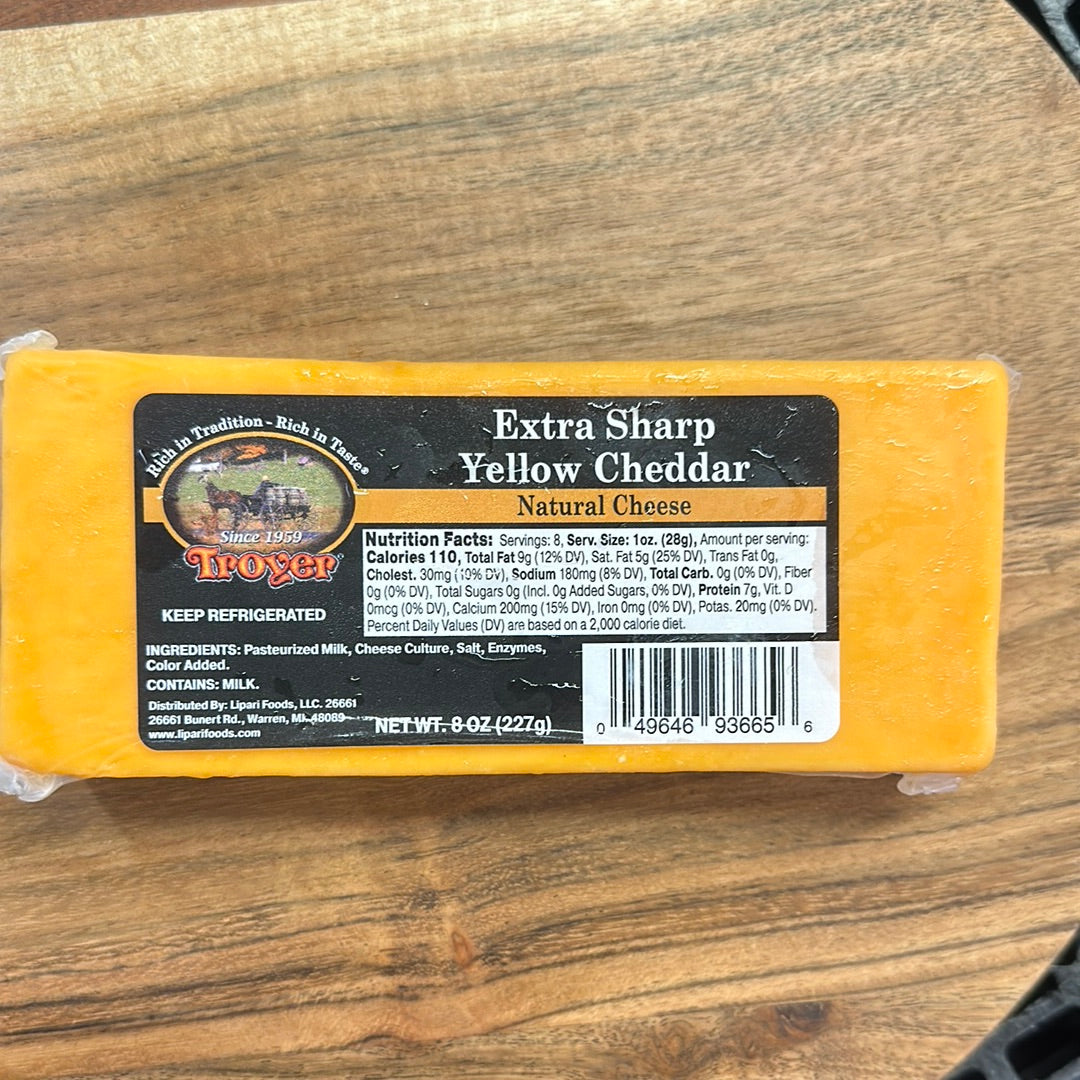 Rich in Tradition - Rich in Taste®
Since 1959
Troyer®
KEEP REFRIGERATED
Extra Sharp
Yellow Cheddar
Natural Cheese
Nutrition Facts: Servings: 8, Serv. Size: 1oz. (28g), Amount per serving:
Calories 110, Total Fat 9g (12% DV), Sat. Fat 5g (25% DV), Trans Fat 0g,
Cholest. 30mg (10% DV), Sodium 180mg (8% DV), Total Carb. 0g (0% DV), Fiber
0g (0% DV), Total Sugars 0g (Incl. 0g Added Sugars, 0% DV), Protein 7g, Vit. D
0mcg (0% DV), Calcium 200mg (15% DV), Iron 0mg (0% DV), Potas. 20mg (0% DV).
Percent Daily Values (DV) are based on a 2,000 calorie diet.
INGREDIENTS: Pasteurized Milk, Cheese Culture, Salt, Enzymes,
Color Added.
CONTAINS: MILK.
Distributed By: Lipari Foods, LLC. 26661
26661 Bunert Rd., Warren, MI. 48089
www.liparifoods.com
NET WT. 8 OZ (227g)
0 49646 93665 6